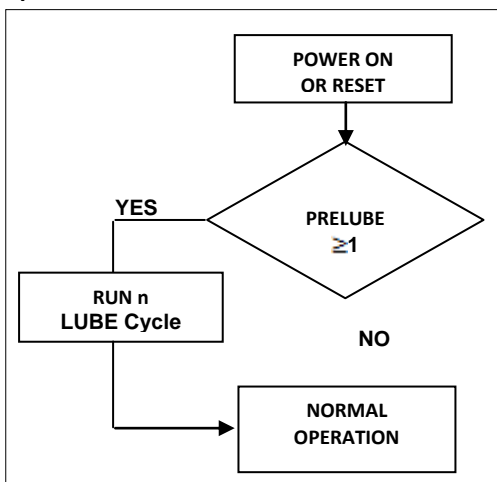 POWER ON
OR RESET
PRELUBE
≥1
YES
RUN n
LUBE Cycle
NO
NORMAL
OPERATION